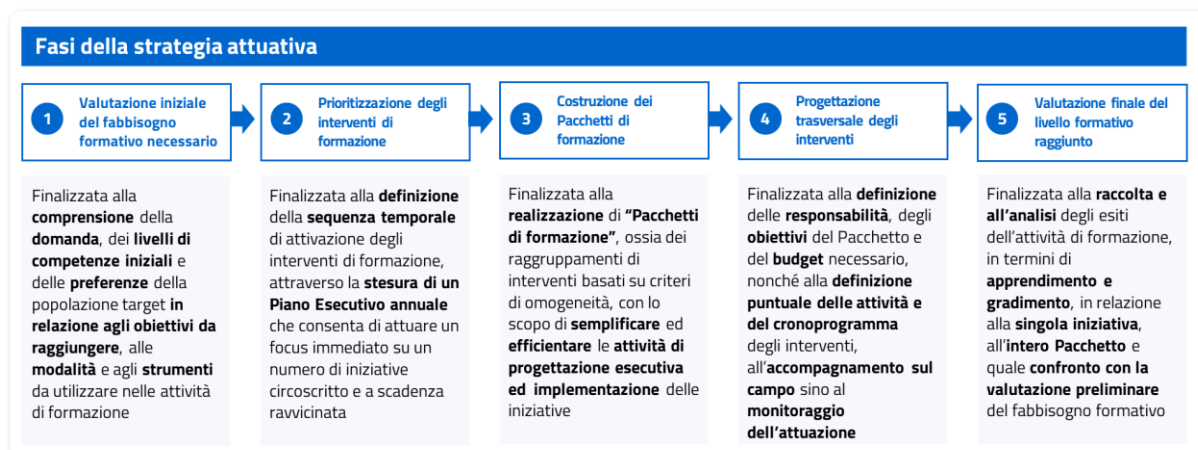 Fasi della strategia attuativa
1
Valutazione iniziale
del fabbisogno
formativo necessario
2
Prioritizzazione degli
interventi di
formazione
3
Costruzione dei
Pacchetti di
formazione
4
Progettazione
trasversale degli
interventi
5
Valutazione finale del
livello formativo
raggiunto
Finalizzata alla
comprensione della
domanda, dei livelli di
competenze iniziali e
delle preferenze della
popolazione target in
relazione agli obiettivi da
raggiungere, alle
modalità e agli strumenti
da utilizzare nelle attività
di formazione
Finalizzata alla definizione
della sequenza temporale
di attivazione degli
interventi di formazione,
attraverso la stesura di un
Piano Esecutivo annuale
che consenta di attuare un
focus immediato su un
numero di iniziative
circoscritto e a scadenza
ravvicinata
Finalizzata alla
realizzazione di “Pacchetti
di formazione”, ossia dei
raggruppamenti di
interventi basati su criteri
di omogeneità, con lo
scopo di semplificare ed
efficientare le attività di
progettazione esecutiva
ed implementazione delle
iniziative
Finalizzata alla definizione
delle responsabilità, degli
obiettivi del Pacchetto e
del budget necessario,
nonché alla definizione
puntuale delle attività e
del cronoprogramma
degli interventi,
all’accompagnamento sul
campo sino al
monitoraggio
dell’attuazione
Finalizzata alla raccolta e
all’analisi degli esiti
dell’attività di formazione,
in termini di
apprendimento e
gradimento, in relazione
alla singola iniziativa,
all’intero Pacchetto e
quale confronto con la
valutazione preliminare
del fabbisogno formativo